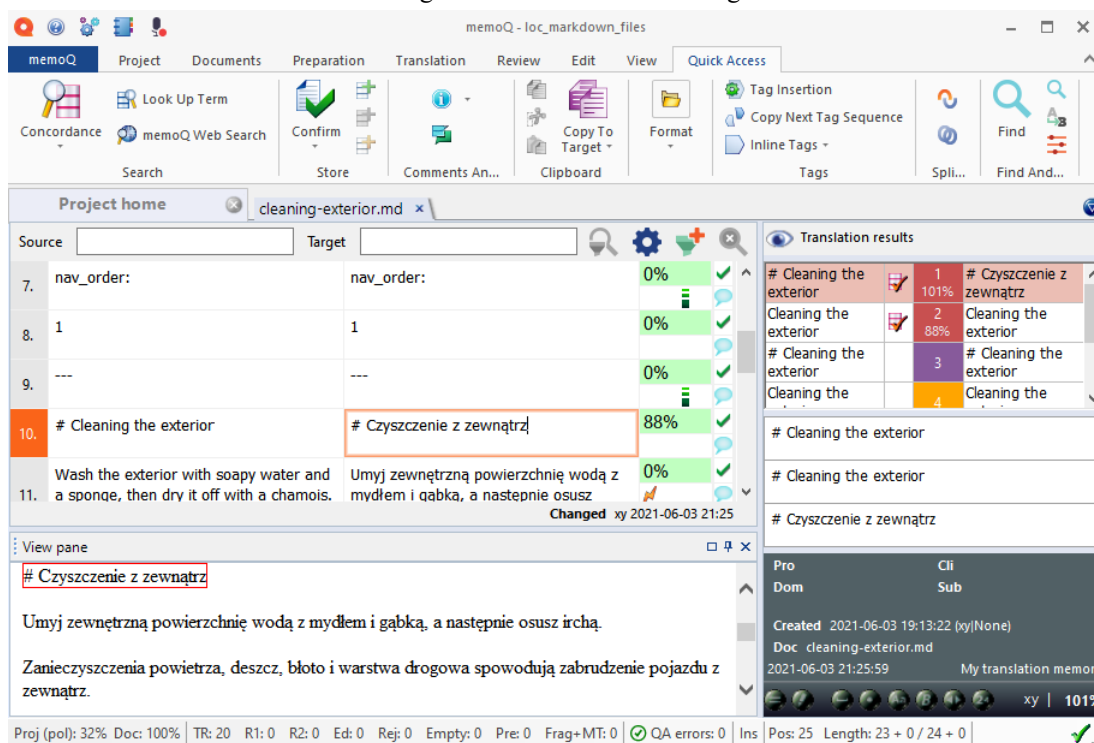 memoQ - loc_markdown_files
memoQ Project Documents Preparation Translation Review Edit View Quick Access
Concordance
Look Up Term
memoQ Web Search
Search
Confirm
Store
Comments An...
Copy To
Target
Clipboard
Format
Tag Insertion
Copy Next Tag Sequence
Inline Tags
Tags
Spli...
Find
Find And...
Project home cleaning-exterior.md
Source Target
7. nav_order: nav_order: 0%
8. 1 1 0%
9. --- --- 0%
10. # Cleaning the exterior # Czyszczenie z zewnątrz 88%
11. Wash the exterior with soapy water and Umyj zewnętrzną powierzchnię wodą z 0%
a sponge, then dry it off with a chamois. mydłem i gąbką, a następnie osusz
Changed xy 2021-06-03 21:25
View pane
# Czyszczenie z zewnątrz
Umyj zewnętrzną powierzchnię wodą z mydłem i gąbką, a następnie osusz irchą.
Zanieczyszczenia powietrza, deszcz, błoto i warstwa drogowa spowodują zabrudzenie pojazdu z
zewnątrz.
Translation results
# Cleaning the 1 # Czyszczenie z
exterior 101% zewnątrz
Cleaning the 2 Cleaning the
exterior 88% exterior
# Cleaning the 3 # Cleaning the
exterior exterior
Cleaning the 4 Cleaning the
# Cleaning the exterior
# Cleaning the exterior
# Czyszczenie z zewnątrz
Pro Cli
Dom Sub
Created 2021-06-03 19:13:22 (xy|None)
Doc cleaning-exterior.md
2021-06-03 21:25:59 My translation memor
xy | 101%
Proj (pol): 32% Doc: 100% TR: 20 R1: 0 R2: 0 Ed: 0 Rej: 0 Empty: 0 Pre: 0 Frag+MT: 0 QA errors: 0 Ins Pos: 25 Length: 23 + 0 / 24 + 0